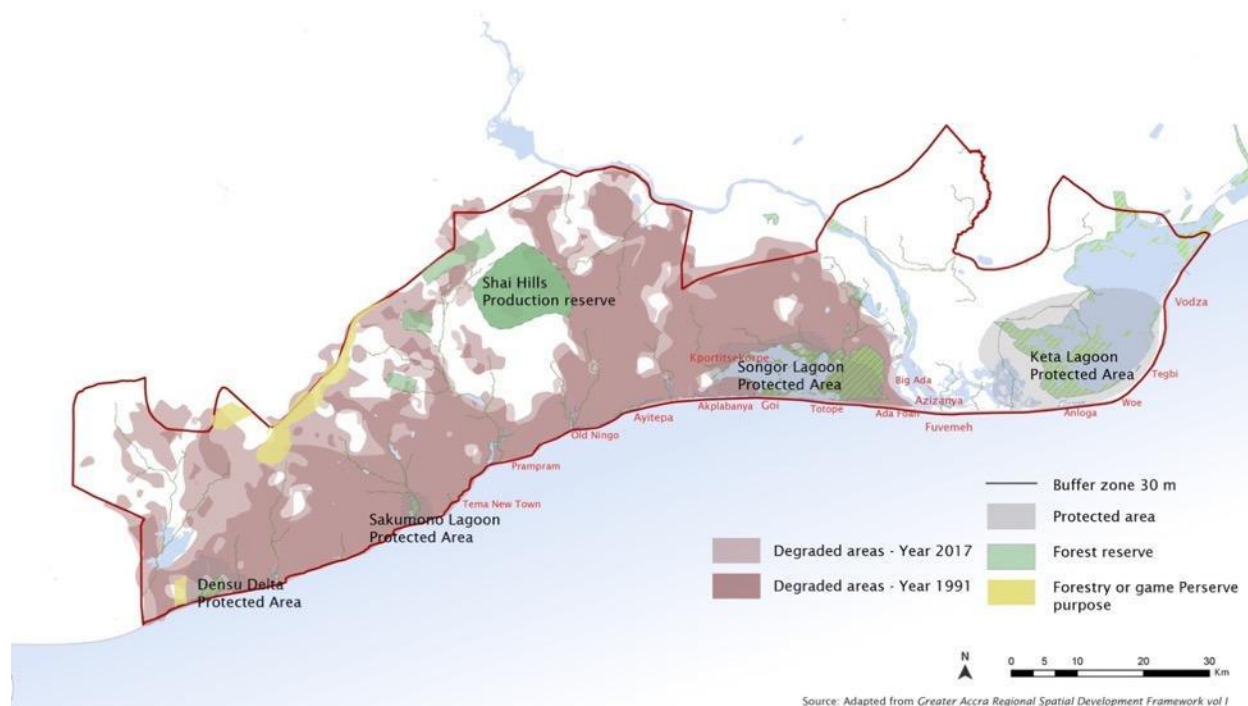 Shai Hills
Production reserve
Vodza
Kportitsekorpe
Songor Lagoon
Protected Area
Keta Lagoon
Protected Area
Tegbi
Big Ada
Azizanya
Woe
Akplabanya
Goi
Totope
Ada Foah
Anloga
Ayitepa
Fuvemeh
Old Ningo
Prampram
Tema New Town
Sakumono Lagoon
Protected Area
Densu Delta
Protected Area
Buffer zone 30 m
Protected area
Degraded areas - Year 2017
Forest reserve
Degraded areas - Year 1991
Forestry or game Perserve
purpose
N
0 5 10 20 30
Km
Source: Adapted from Greater Accra Regional Spatial Development Framework vol I